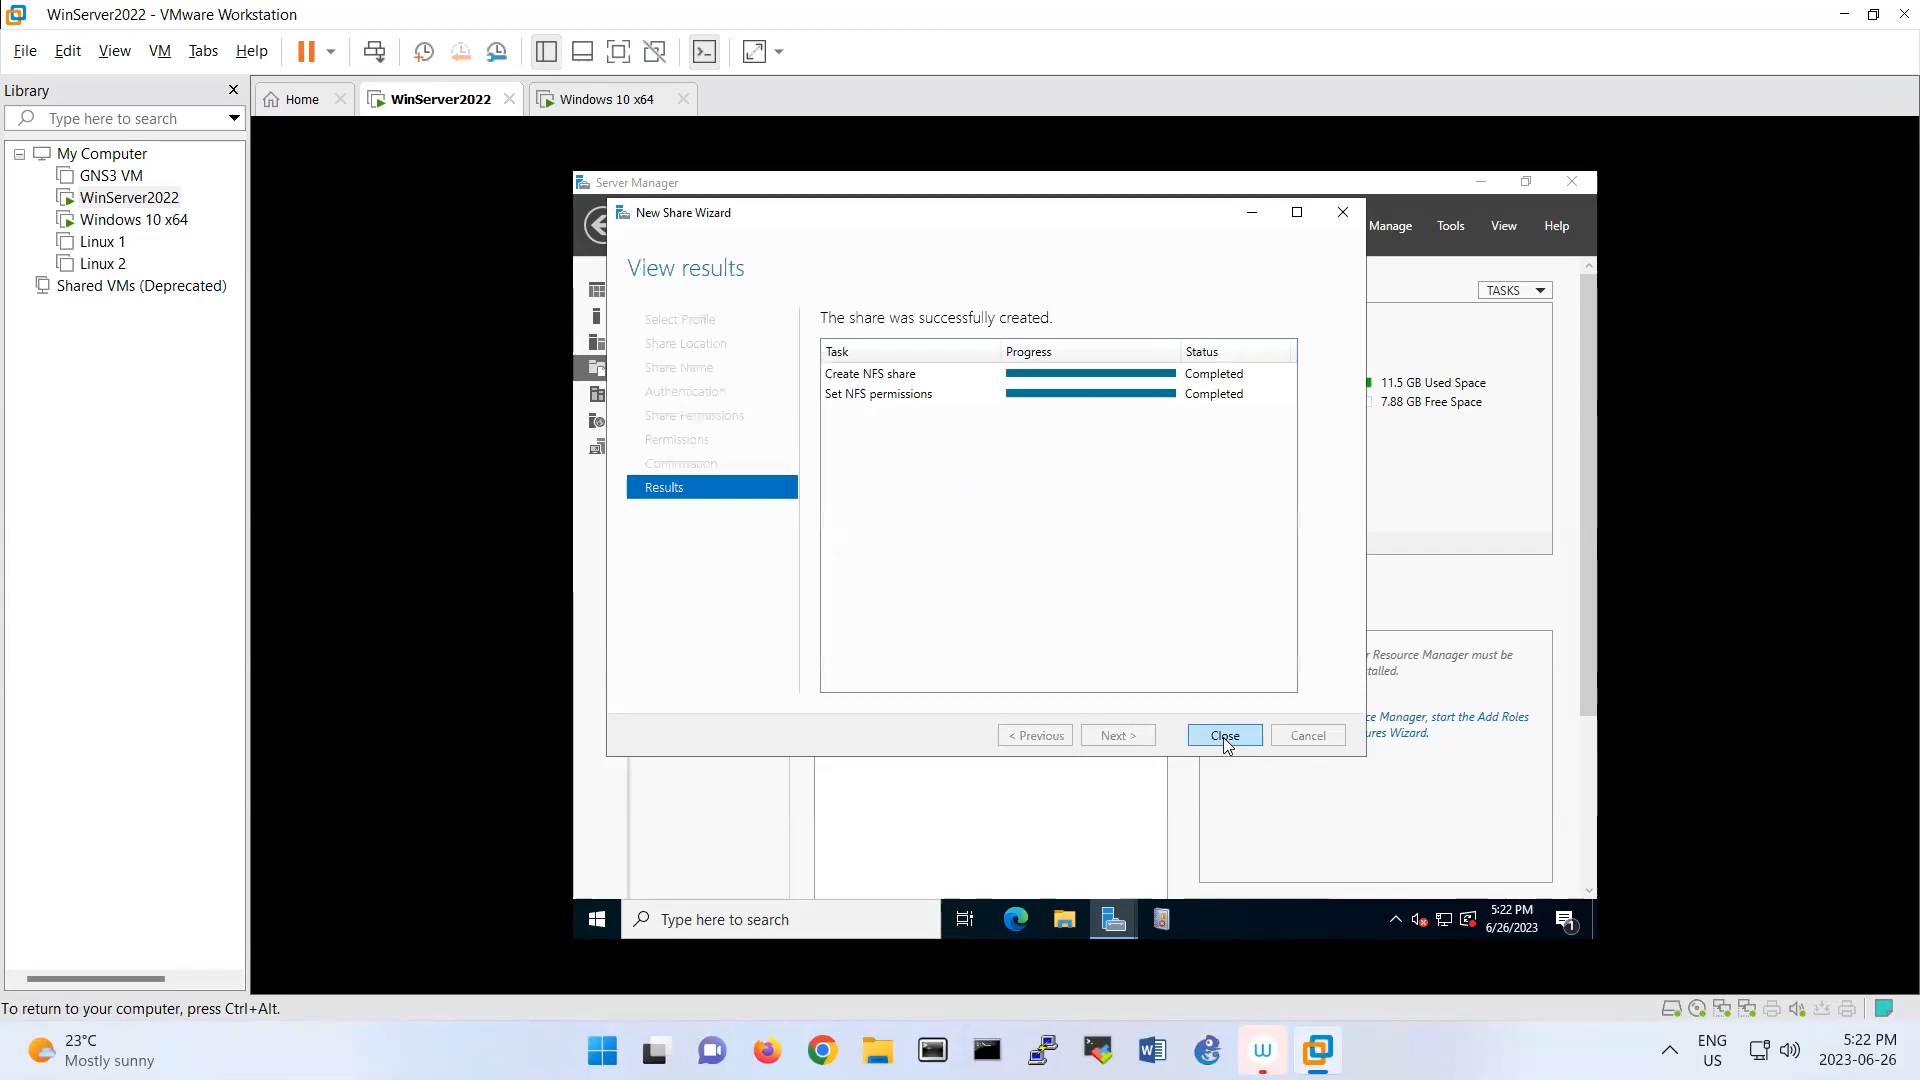 WinServer2022 - VMware Workstation
File Edit View VM Tabs Help
Library
Type here to search
My Computer
GNS3 VM
WinServer2022
Windows 10 x64
Linux 1
Linux 2
Shared VMs (Deprecated)
Home
WinServer2022
Windows 10 x64
Server Manager
Manage Tools View Help
New Share Wizard
View results
Select Profile
Share Location
Share Name
Authentication
Share Permissions
Permissions
Confirmation
Results
The share was successfully created.
Task Progress Status
Create NFS share Completed
Set NFS permissions Completed
< Previous Next > Close Cancel
TASKS
11.5 GB Used Space
7.88 GB Free Space
r Resource Manager must be
talled.
ce Manager, start the Add Roles
ures Wizard.
Type here to search
5:22 PM
6/26/2023
1
To return to your computer, press Ctrl+Alt.
23°C
Mostly sunny
ENG
US
5:22 PM
2023-06-26